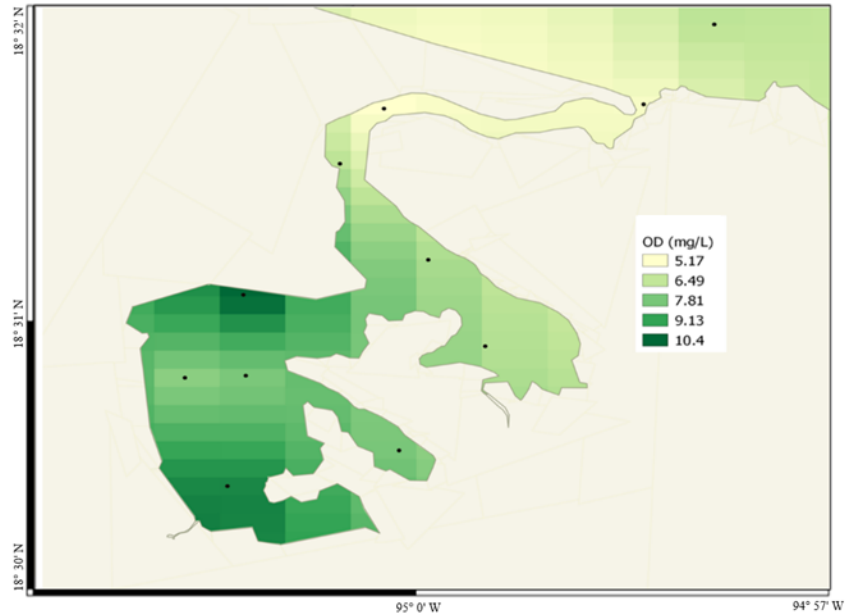 18° 32' N
OD (mg/L)
5.17
6.49
7.81
9.13
10.4
18° 31' N
18° 30' N
95° 0' W
94° 57' W